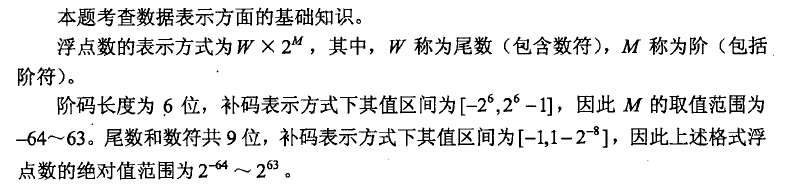 本题考查数据表示方面的基础知识。
浮点数的表示方式为W×2^M，其中，W 称为尾数（包含数符），M 称为阶（包括
阶符）。
阶码长度为 6 位，补码表示方式下其值区间为[-2^6,2^6-1]，因此 M 的取值范围为
-64～63。尾数和数符共 9 位，补码表示方式下其值区间为[-1,1-2^-8]，因此上述格式浮
点数的绝对值范围为2^-64～2^63。